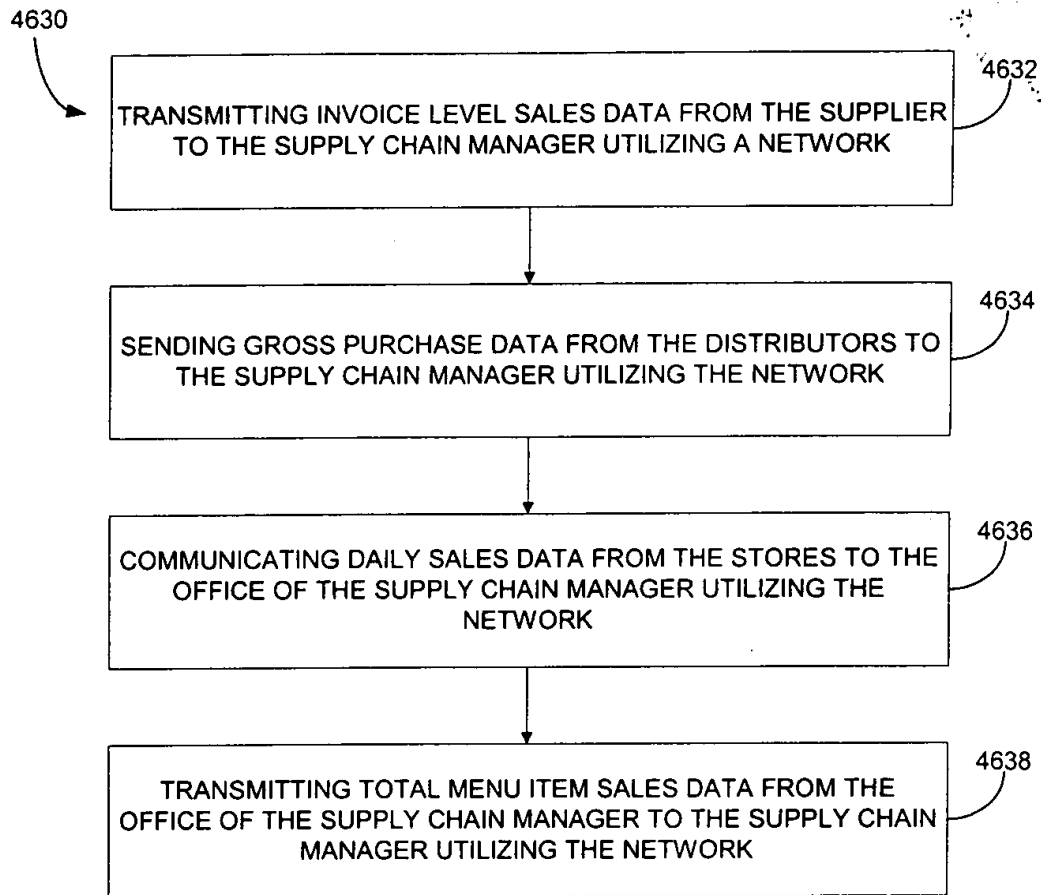 4630
4632
TRANSMITTING INVOICE LEVEL SALES DATA FROM THE SUPPLIER
TO THE SUPPLY CHAIN MANAGER UTILIZING A NETWORK
4634
SENDING GROSS PURCHASE DATA FROM THE DISTRIBUTORS TO
THE SUPPLY CHAIN MANAGER UTILIZING THE NETWORK
4636
COMMUNICATING DAILY SALES DATA FROM THE STORES TO THE
OFFICE OF THE SUPPLY CHAIN MANAGER UTILIZING THE
NETWORK
4638
TRANSMITTING TOTAL MENU ITEM SALES DATA FROM THE
OFFICE OF THE SUPPLY CHAIN MANAGER TO THE SUPPLY CHAIN
MANAGER UTILIZING THE NETWORK